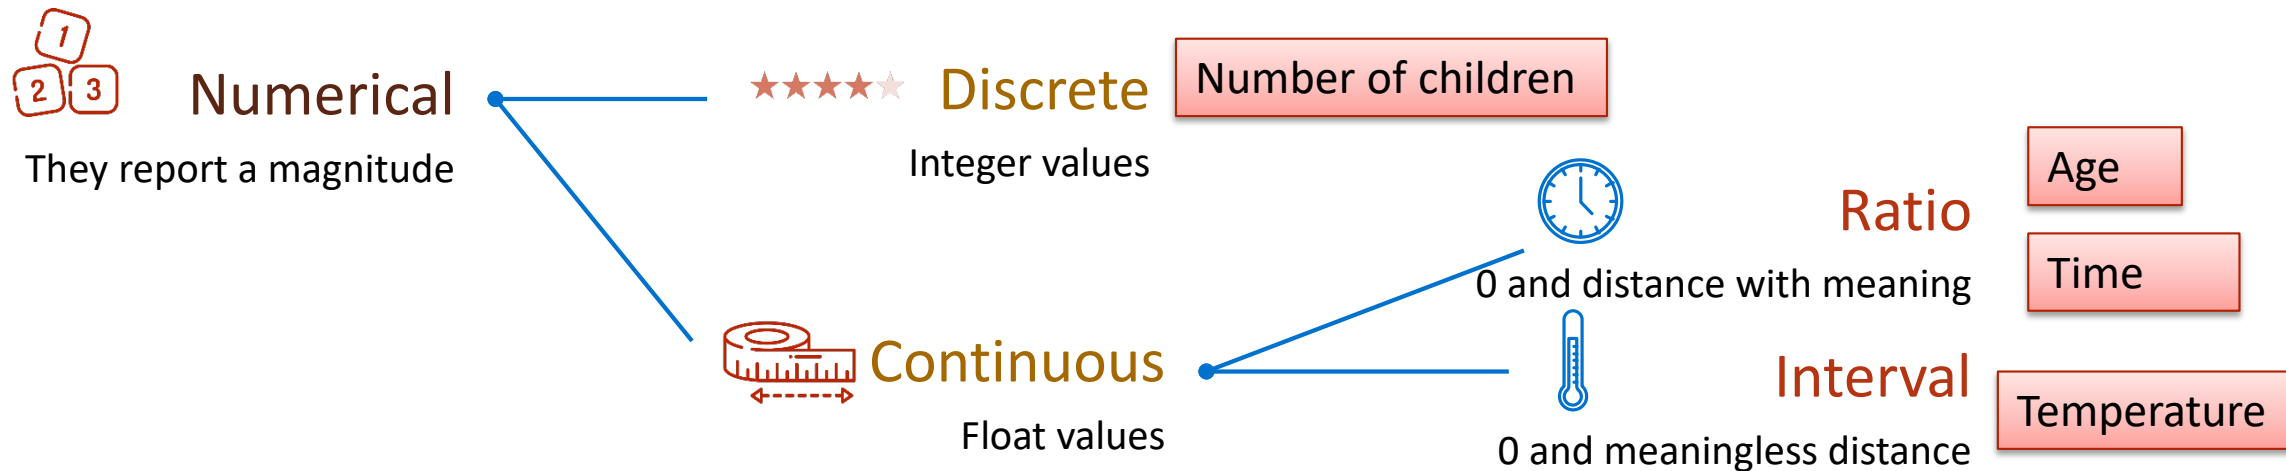 1
2 3
Numerical
They report a magnitude
Discrete
Integer values
Number of children
Continuous
Float values
Ratio
0 and distance with meaning
Age
Time
Interval
0 and meaningless distance
Temperature